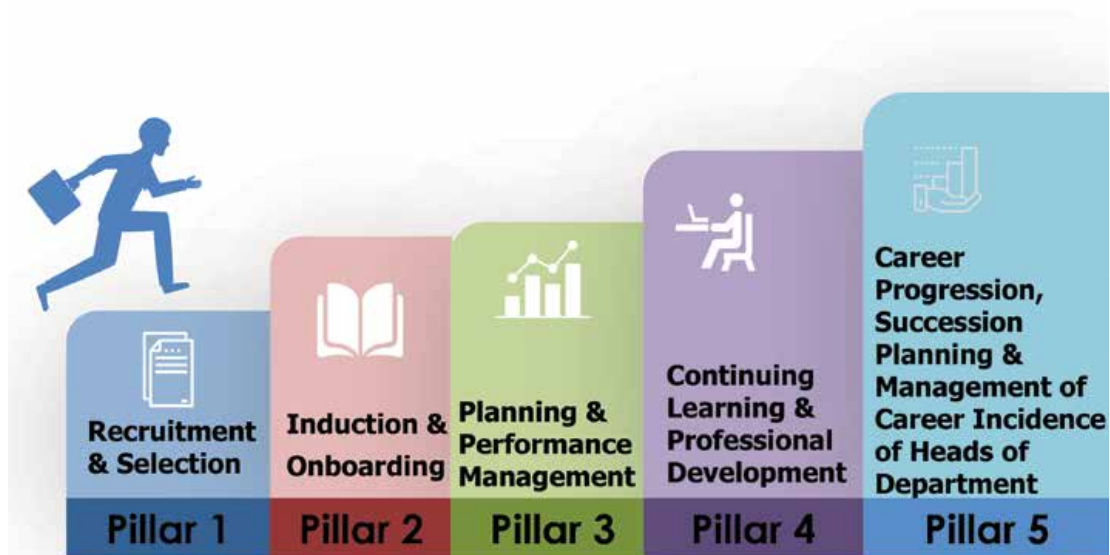 Recruitment
& Selection
Pillar 1
Induction &
Onboarding
Pillar 2
Planning &
Performance
Management
Pillar 3
Continuing
Learning &
Professional
Development
Pillar 4
Career
Progression,
Succession
Planning &
Management of
Career Incidence
of Heads of
Department
Pillar 5